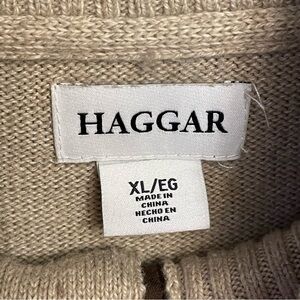 HAGGAR
XL/EG
MADE IN
CHINA
HECHO EN
CHINA